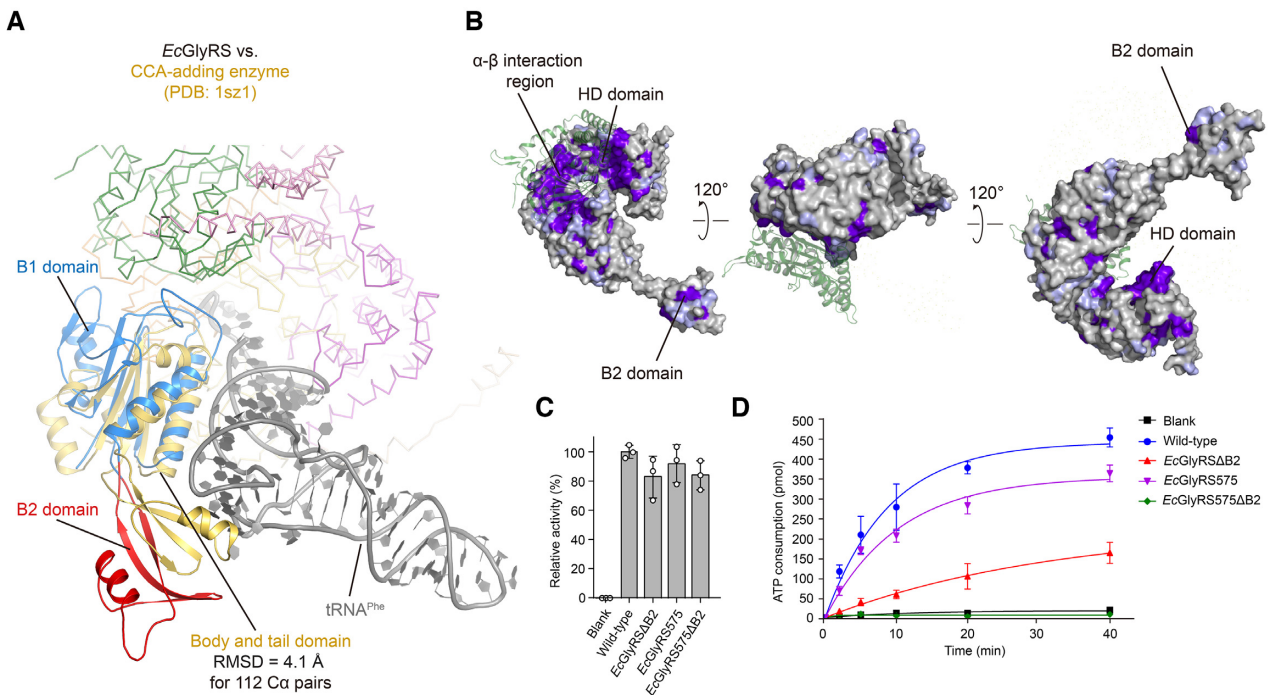 A
EcGlyRS vs.
CCA-adding enzyme
(PDB: 1sz1)
B1 domain
B2 domain
tRNAPhe
Body and tail domain
RMSD = 4.1 Å
for 112 Cα pairs
B
α-β interaction
region
HD domain
B2 domain
120°
120°
B2 domain
HD domain
C
Relative activity (%)
100
80
60
40
20
0
Blank
Wild-type
EcGlyRSΔB2
EcGlyRS575
EcGlyRS575ΔB2
D
ATP consumption (pmol)
500
450
400
350
300
250
200
150
100
50
0
0
10
20
30
40
Time (min)
Blank
Wild-type
EcGlyRSΔB2
EcGlyRS575
EcGlyRS575ΔB2